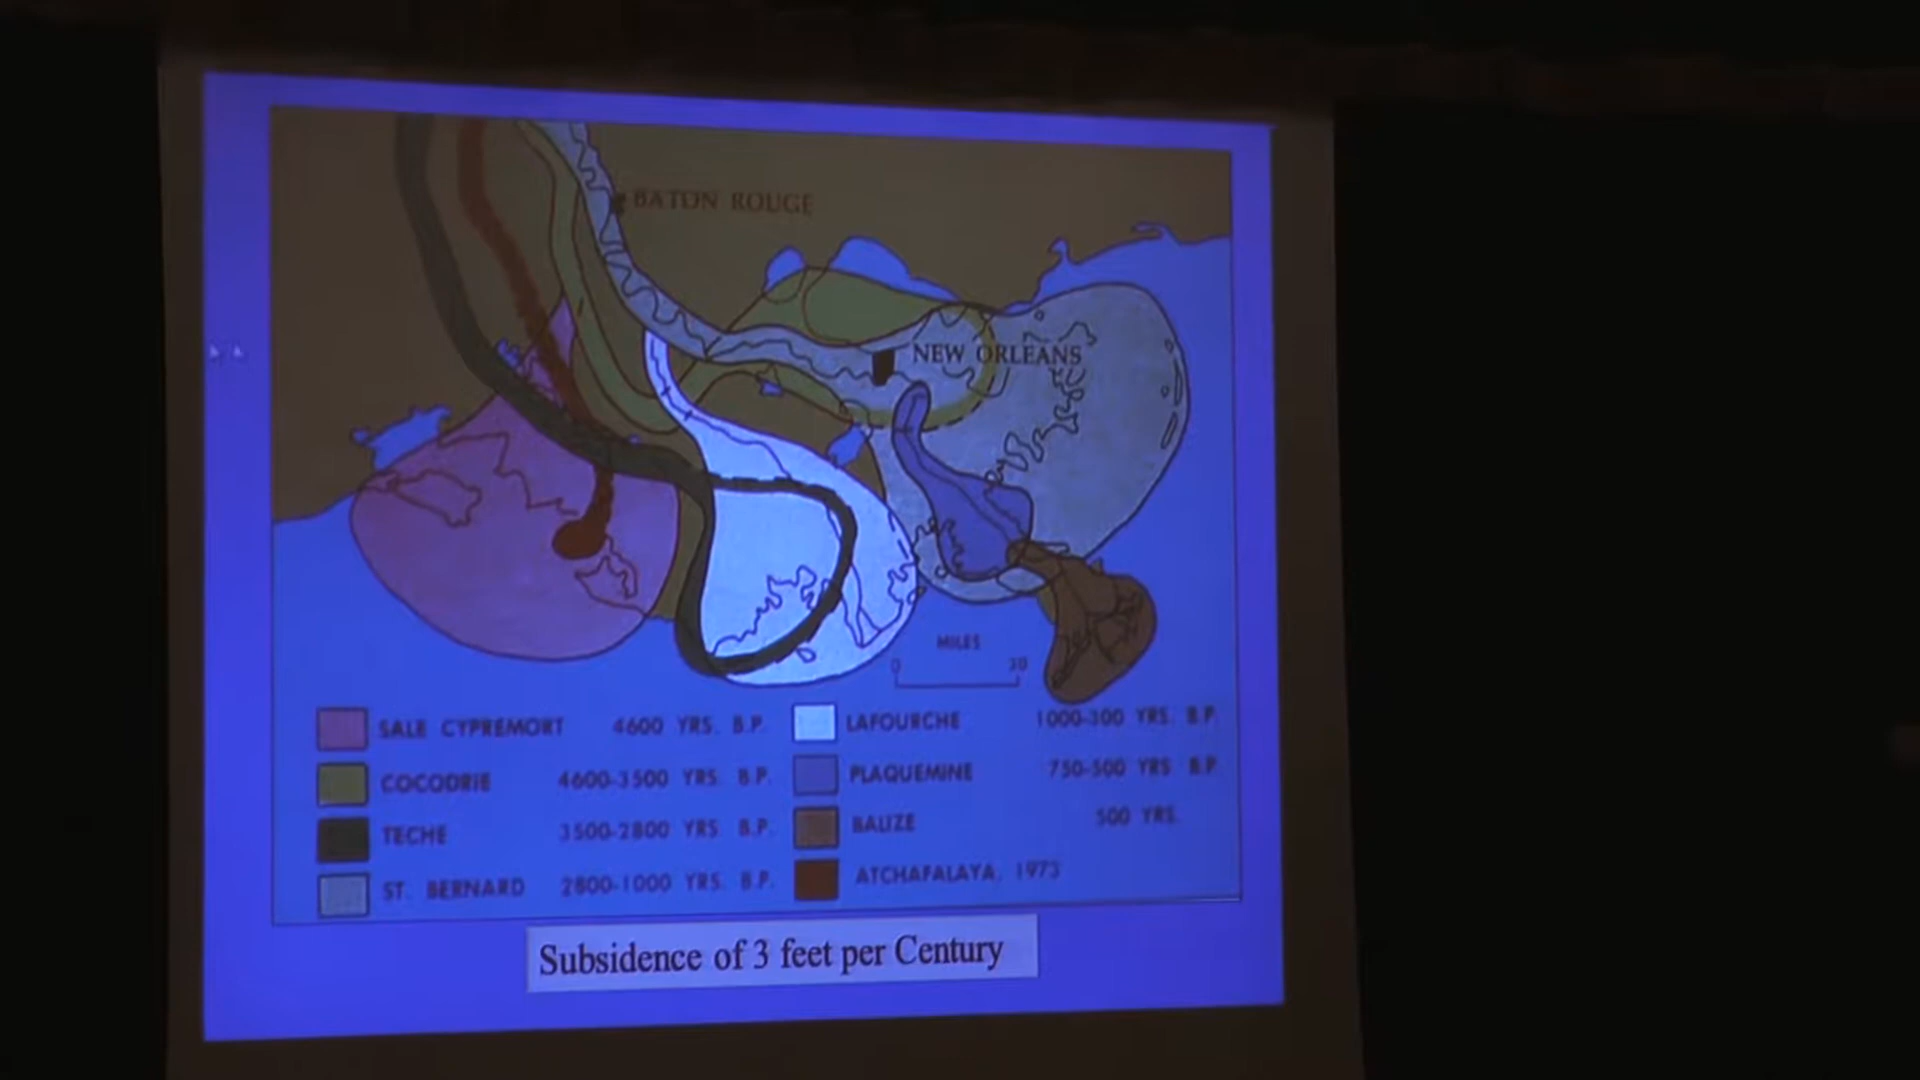 BATON ROUGE
NEW ORLEANS
MILES
0 30
SALE CYPREMORT 4600 YRS. B.P.
COCODRIE 4600-3500 YRS B.P.
TECHE 3500-2800 YRS B.P.
ST. BERNARD 2800-1000 YRS. B.P.
LAFOURCHE 1000-300 YRS. B.P.
PLAQUEMINE 750-500 YRS B.P.
BALIZE 500 YRS.
ATCHAFALAYA, 1973
Subsidence of 3 feet per Century